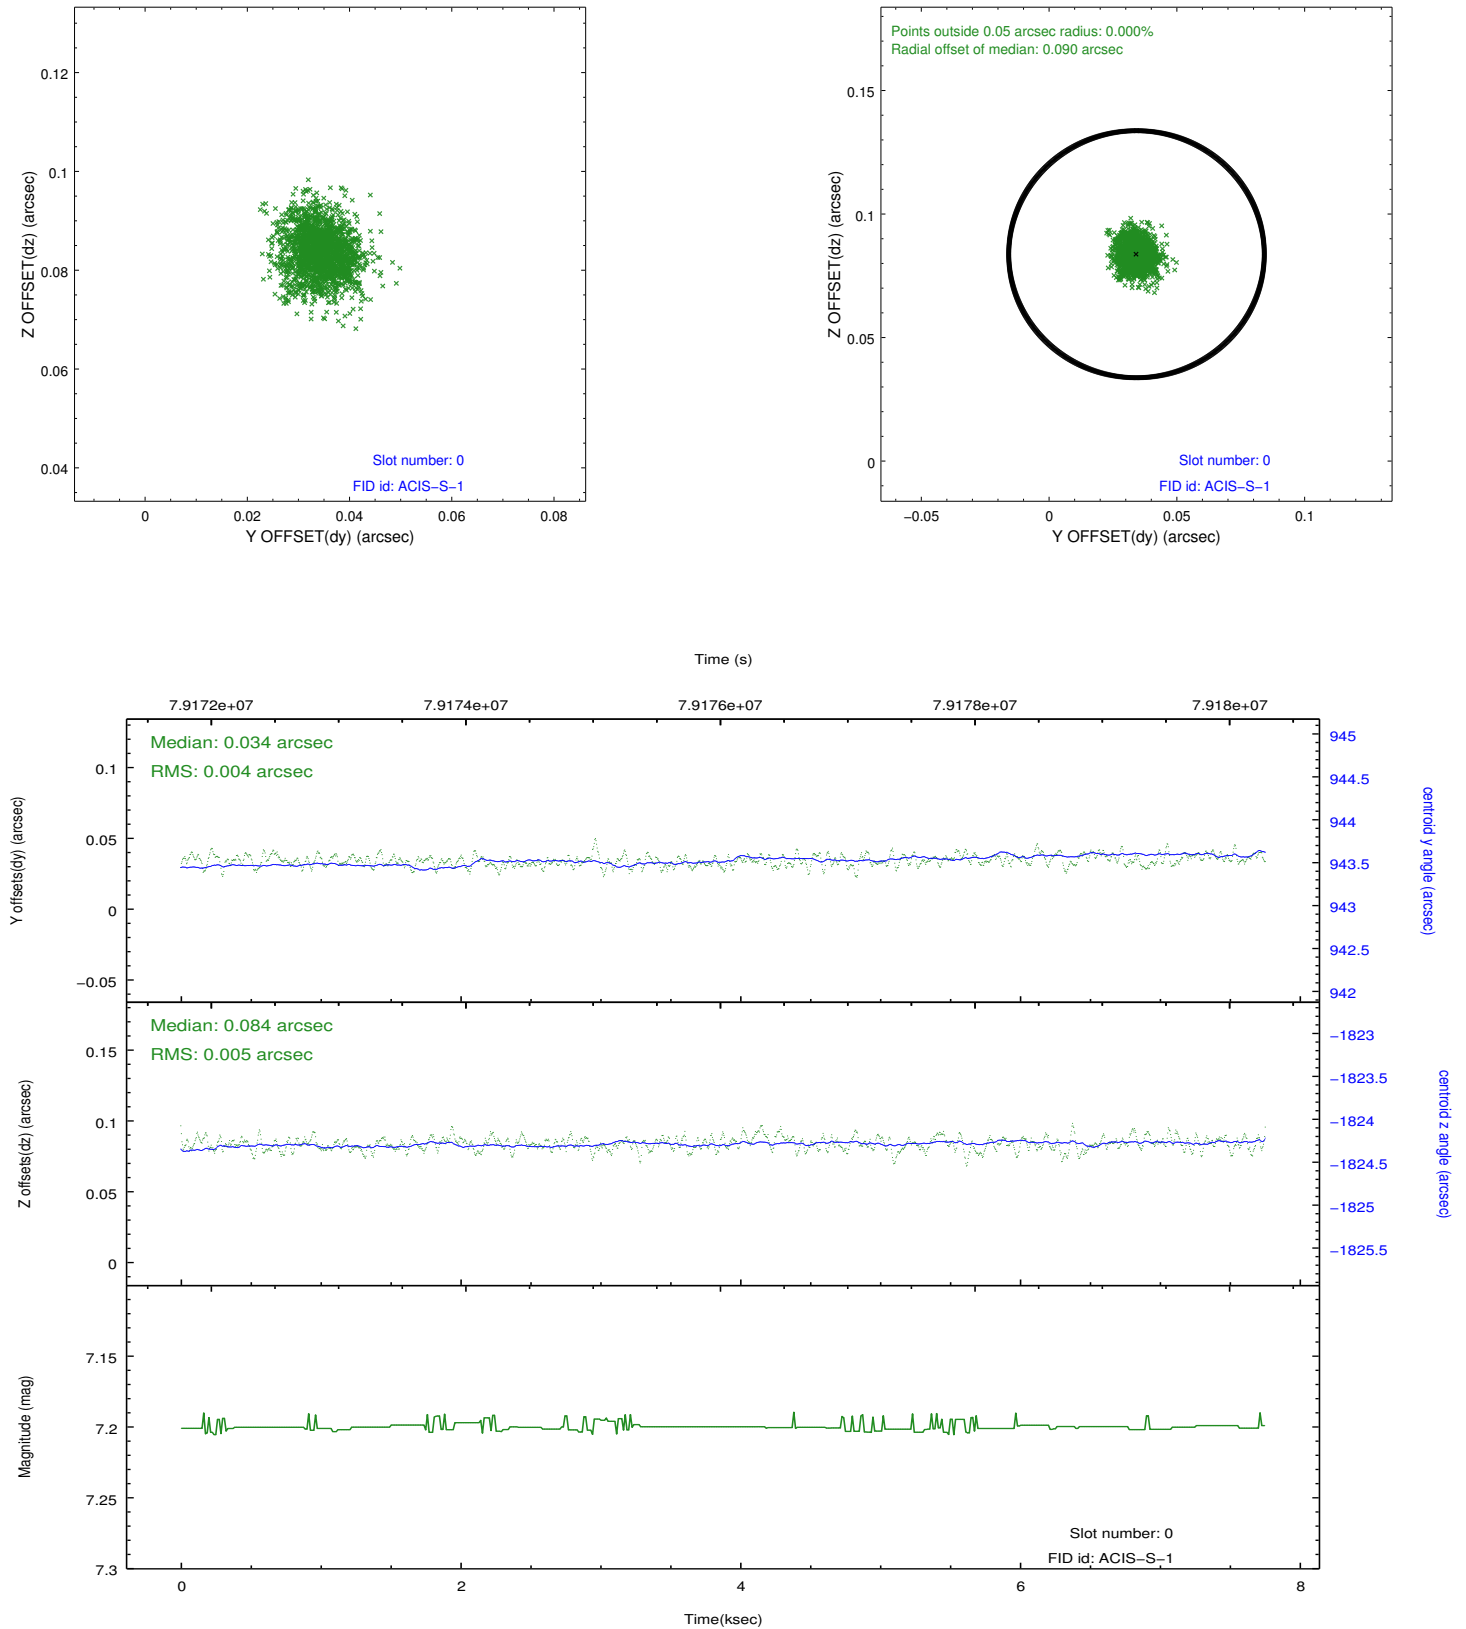 0.12
0.1
0.08
0.06
0.04
Z OFFSET(dz) (arcsec)
Slot number: 0
FID id: ACIS−S−1
0 0.02 0.04 0.06 0.08
Y OFFSET(dy) (arcsec)
Points outside 0.05 arcsec radius: 0.000%
Radial offset of median: 0.090 arcsec
0.15
0.1
0.05
0
Z OFFSET(dz) (arcsec)
Slot number: 0
FID id: ACIS−S−1
−0.05 0 0.05 0.1
Y OFFSET(dy) (arcsec)
Time (s)
7.9172e+07 7.9174e+07 7.9176e+07 7.9178e+07 7.918e+07
Median: 0.034 arcsec
RMS: 0.004 arcsec
0.1
0.05
0
−0.05
Y offsets(dy) (arcsec)
945
944.5
944
943.5
943
942.5
942
centroid y angle (arcsec)
Median: 0.084 arcsec
RMS: 0.005 arcsec
0.15
0.1
0.05
0
Z offsets(dz) (arcsec)
−1823
−1823.5
−1824
−1824.5
−1825
−1825.5
centroid z angle (arcsec)
7.15
7.2
7.25
7.3
Magnitude (mag)
Slot number: 0
FID id: ACIS−S−1
0 2 4 6 8
Time(ksec)